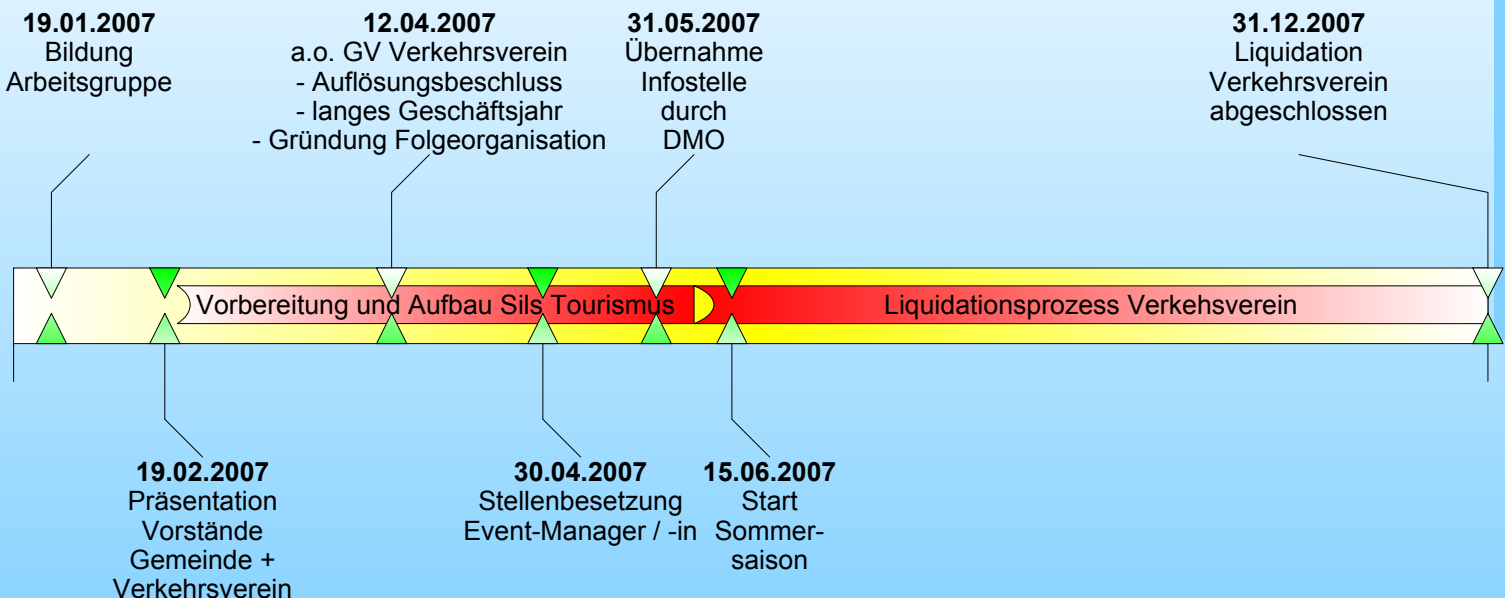 19.01.2007
Bildung
Arbeitsgruppe
12.04.2007
a.o. GV Verkehrsverein
- Auflösungsbeschluss
- langes Geschäftsjahr
- Gründung Folgeorganisation
31.05.2007
Übernahme
Infostelle
durch
DMO
31.12.2007
Liquidation
Verkehrsverein
abgeschlossen
Vorbereitung und Aufbau Sils Tourismus
Liquidationsprozess Verkehsverein
19.02.2007
Präsentation
Vorstände
Gemeinde +
Verkehrsverein
30.04.2007
Stellenbesetzung
Event-Manager / -in
15.06.2007
Start
Sommer-
saison